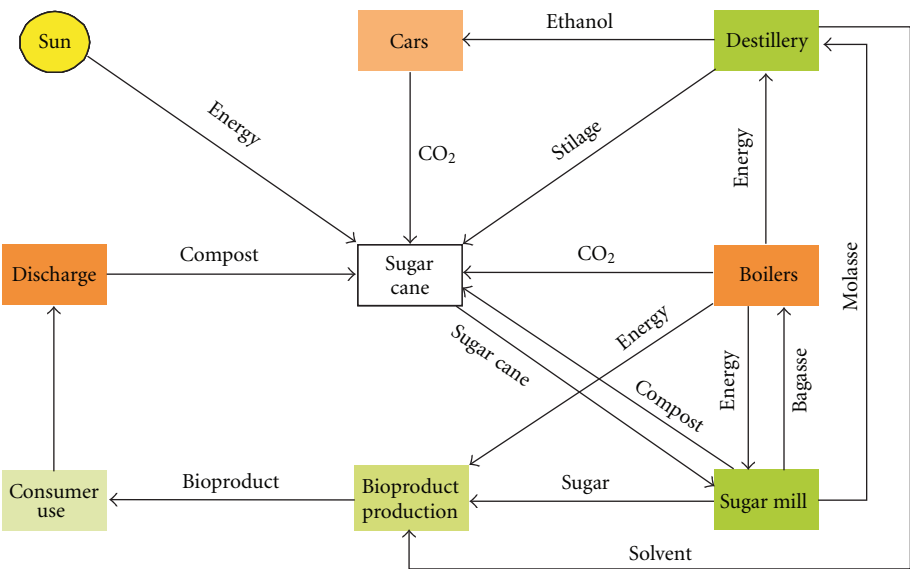 Sun
Cars
Ethanol
Destillery
Energy
CO₂
Stilage
Energy
Molasse
Discharge
Compost
Sugar
cane
CO₂
Boilers
Sugar cane
Energy
Compost
Energy
Bagasse
Consumer
use
Bioproduct
Bioproduct
production
Sugar
Sugar mill
Solvent